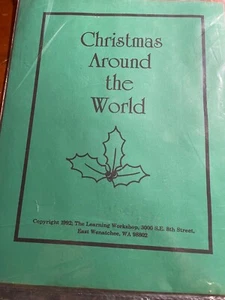 Christmas
Around
the
World
Copyright 1982, The Learning Workshop, 3000 S.E. 8th Street,
East Wenatchee, WA 98802.